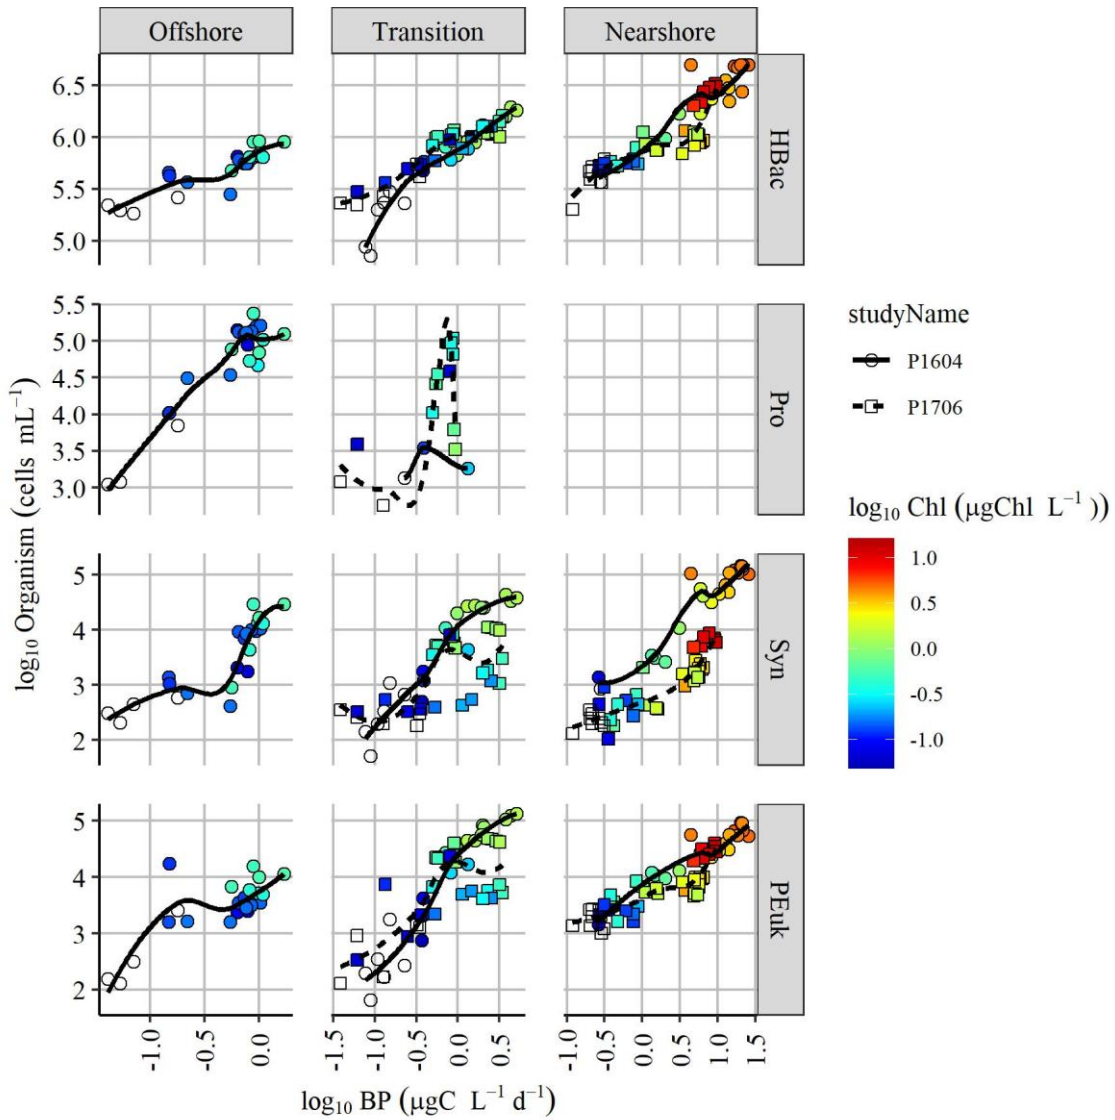 Offshore
Transition
Nearshore
6.5
6.0
5.5
5.0
HBac
5.5
5.0
4.5
4.0
3.5
3.0
Pro
5
4
3
2
Syn
5
4
3
2
PEuk
-1.0
-0.5
0.0
-1.5
-1.0
-0.5
0.0
0.5
-1.0
-0.5
0.0
0.5
1.0
1.5
log₁₀ Organism (cells mL⁻¹)
log₁₀ BP (μgC L⁻¹ d⁻¹)
studyName
P1604
P1706
log₁₀ Chl (μgChl L⁻¹ ))
1.0
0.5
0.0
-0.5
-1.0